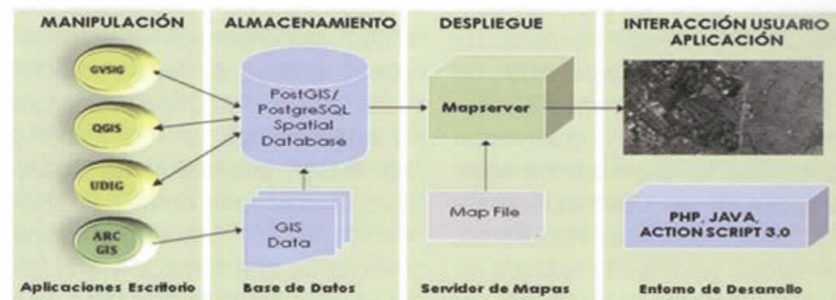 MANIPULACIÓN
GVSIG
QGIS
UDIG
ARC
GIS
Aplicaciones Escritorio
ALMACENAMIENTO
PostGIS/
PostgreSQL
Spatial
Database
GIS
Data
Base de Datos
DESPLIEGUE
Mapserver
Map File
Servidor de Mapas
INTERACCIÓN USUARIO
APLICACIÓN
PHP, JAVA,
ACTION SCRIPT 3.0
Entorno de Desarrollo